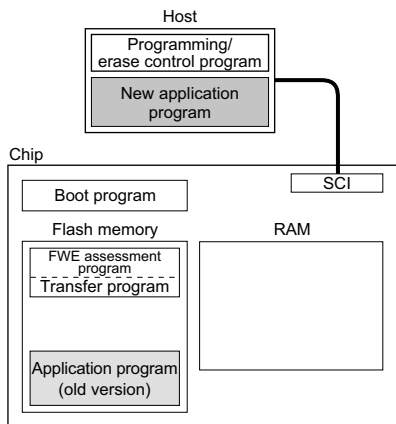 Host
Programming/
erase control program
New application
program
Chip
SCI
Boot program
Flash memory
RAM
FWE assessment
program
Transfer program
Application program
(old version)